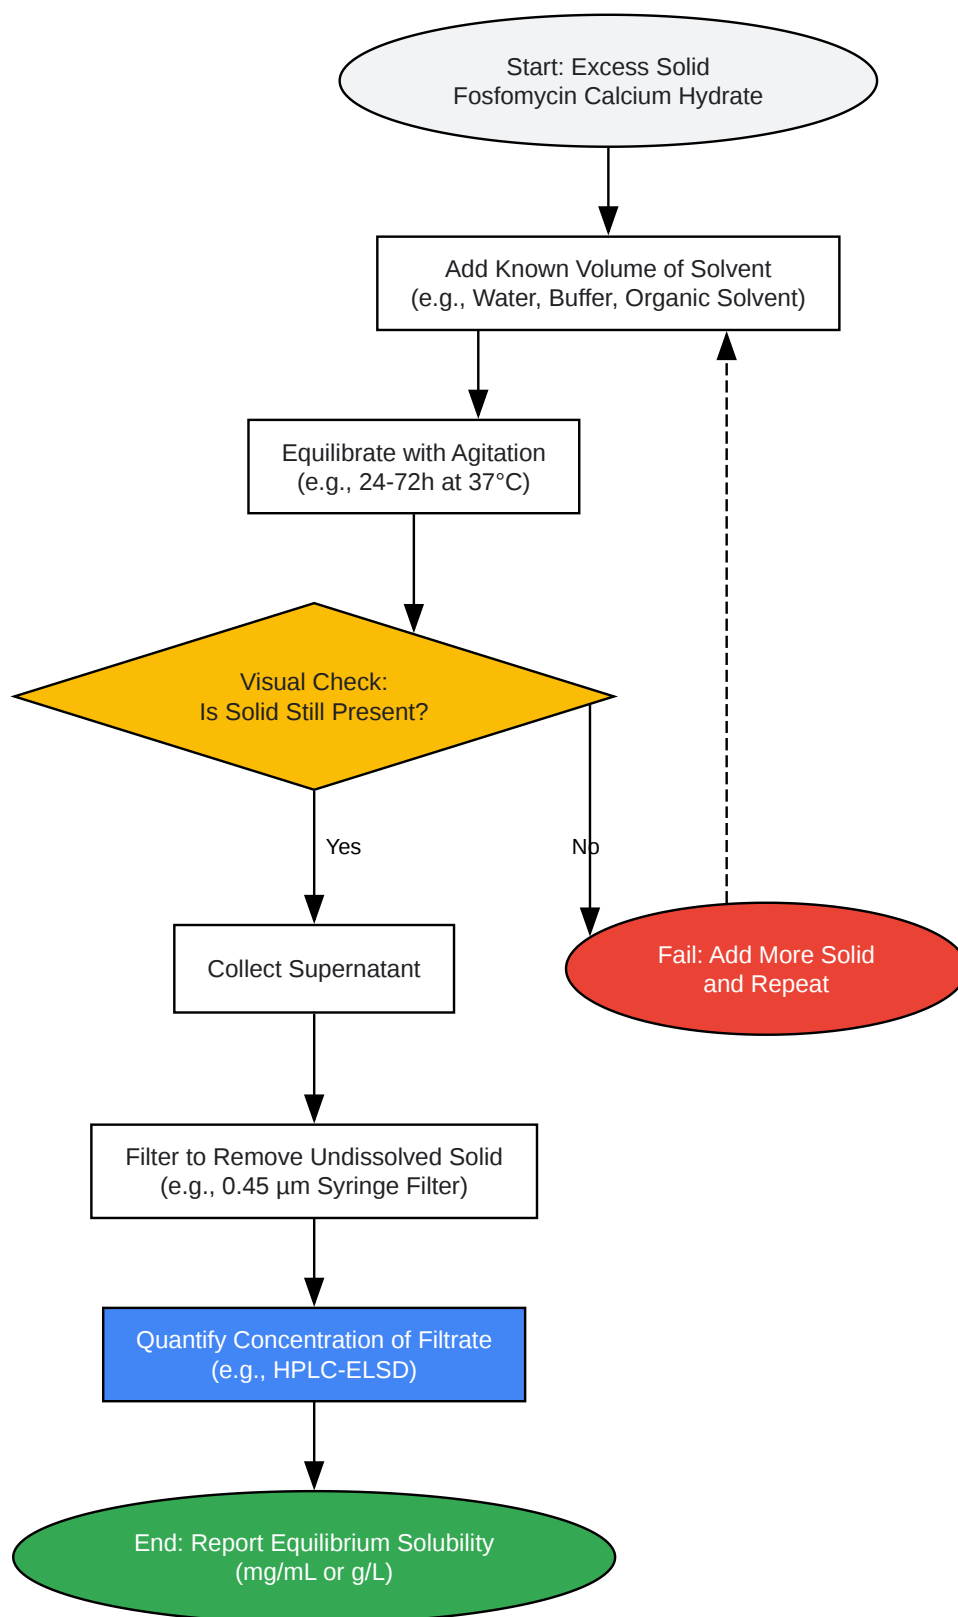 Start: Excess Solid
Fosfomycin Calcium Hydrate
Add Known Volume of Solvent
(e.g., Water, Buffer, Organic Solvent)
Equilibrate with Agitation
(e.g., 24-72h at 37°C)
Visual Check:
Is Solid Still Present?
Yes
No
Collect Supernatant
Fail: Add More Solid
and Repeat
Filter to Remove Undissolved Solid
(e.g., 0.45 µm Syringe Filter)
Quantify Concentration of Filtrate
(e.g., HPLC-ELSD)
End: Report Equilibrium Solubility
(mg/mL or g/L)